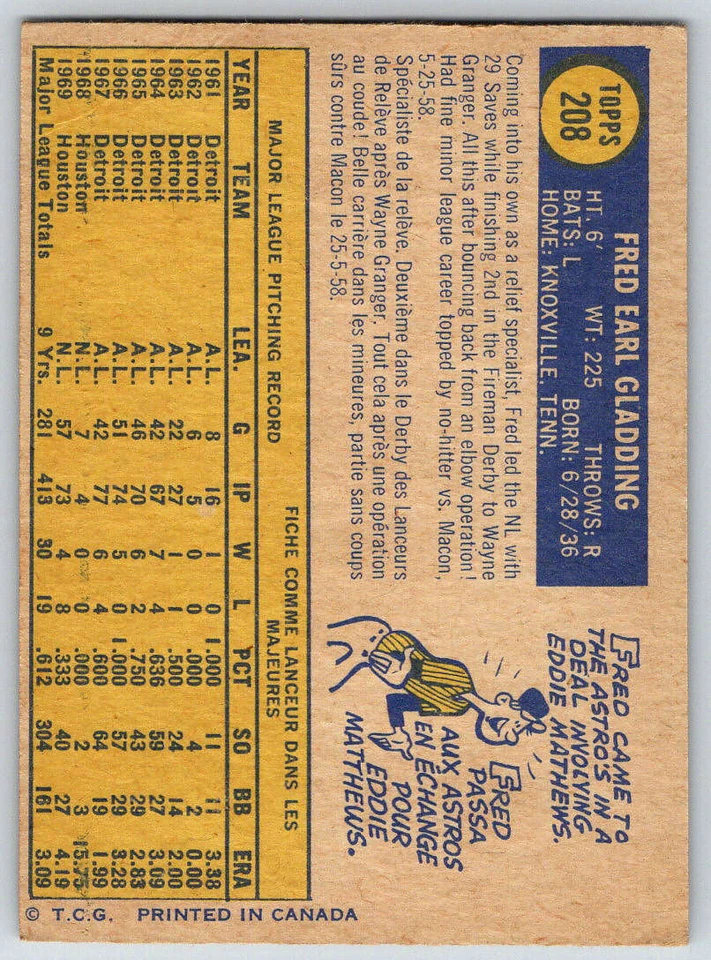 TOPPS
208
FRED EARL GLADDING
HT. 6' WT: 225 THROWS: R
BATS: L BORN: 6/28/36
HOME: KNOXVILLE, TENN.
Coming into his own as a relief specialist, Fred led the NL with
29 Saves while finishing 2nd in the Fireman Derby to Wayne
Granger. All this after bouncing back from an elbow operation!
Had fine minor league career topped by no-hitter vs. Macon,
5-25-58.
Spécialiste de la relève. Deuxième dans le Derby des Lanceurs
de Relève après Wayne Granger. Tout cela après une opération
au coude! Belle carrière dans les mineures, partie sans coups
sûrs contre Macon le 25-5-58.
FRED CAME TO
THE ASTRO'S IN A
DEAL INVOLVING
EDDIE MATHEWS.
FRED
PASSA
AUX ASTROS
EN ÉCHANGE
POUR
EDDIE
MATTHEWS.
MAJOR LEAGUE PITCHING RECORD
FICHE COMME LANCEUR DANS LES
MAJEURES
YEAR TEAM LEA. G IP W L PCT SO BB ERA
1961 Detroit A.L. 8 16 1 0 1.000 11 11 3.38
1962 Detroit A.L. 6 5 0 0 .000 4 2 0.00
1963 Detroit A.L. 22 27 1 1 .500 24 14 2.00
1964 Detroit A.L. 42 67 7 4 .636 59 27 3.09
1965 Detroit A.L. 46 70 6 2 .750 43 29 2.83
1966 Detroit A.L. 51 74 5 0 1.000 57 29 3.28
1967 Detroit A.L. 42 77 6 4 .600 64 19 1.99
1968 Houston N.L. 7 4 0 0 .000 2 3 15.75
1969 Houston N.L. 57 73 4 8 .333 40 27 4.19
Major League Totals 9 Yrs. 281 413 30 19 .612 304 161 3.09
© T.C.G. PRINTED IN CANADA